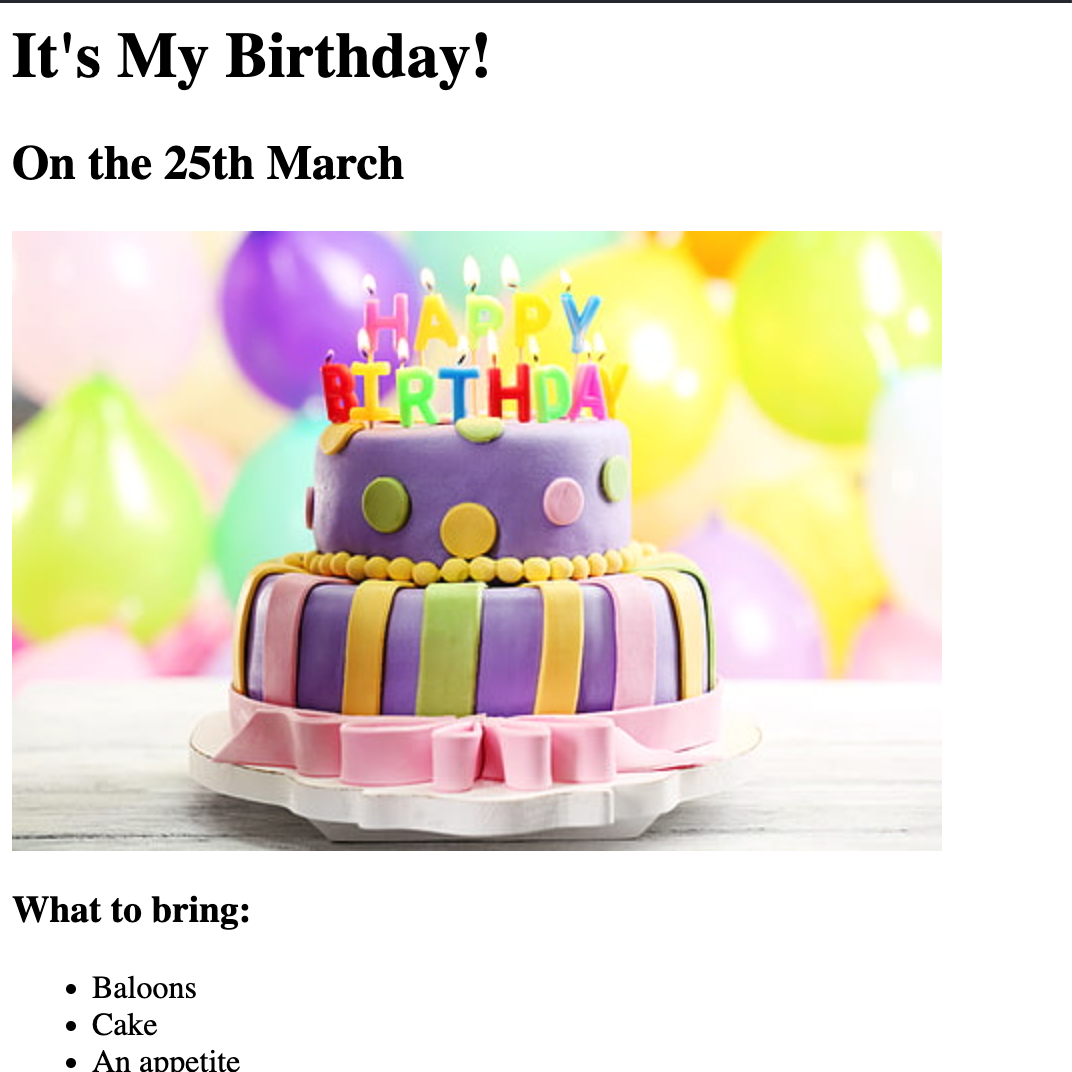 It's My Birthday!
On the 25th March
HAPPY
BIRTHDAY
What to bring:
Baloons
Cake
An appetite